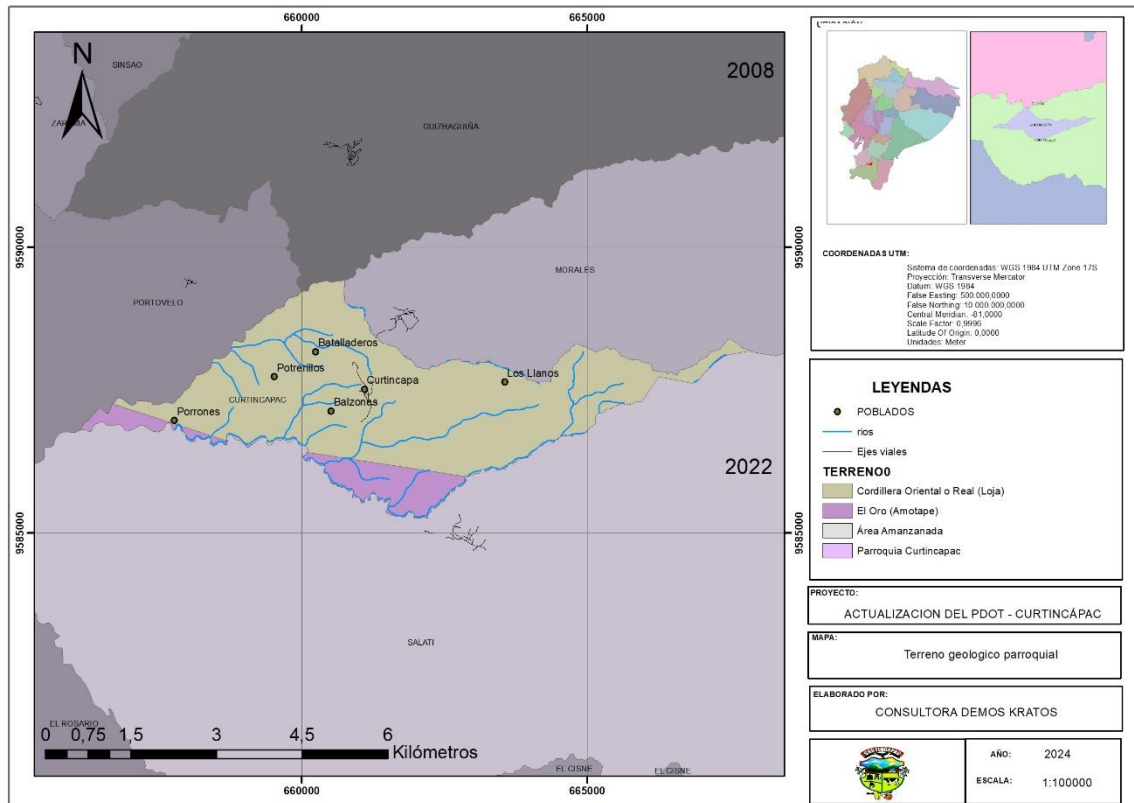 660000
665000
UBICACIÓN
N
SINSAO
2008
ZARUMA
GUIZHAGUIÑA
9590000
9590000
MORALES
PORTOVELO
COORDENADAS UTM:
Sistema de coordenadas: WGS 1984 UTM Zone 17S
Proyección: Transverse Mercator
Datum: WGS 1984
False Easting: 500.000,0000
False Northing: 10.000.000,0000
Central Meridian: -81,0000
Scale Factor: 0,9996
Latitude Of Origin: 0,0000
Unidades: Meter
Batalladeros
Potrerillos
Curtincapa
Los Llanos
CURTINCAPAC
Balzones
Porrones
2022
LEYENDAS
POBLADOS
rios
Ejes viales
TERRENO0
Cordillera Oriental o Real (Loja)
El Oro (Amotape)
Área Amanzanada
Parroquia Curtincapac
9585000
9585000
SALATI
PROYECTO:
ACTUALIZACION DEL PDOT - CURTINCÁPAC
MAPA:
Terreno geologico parroquial
ELABORADO POR:
CONSULTORA DEMOS KRATOS
EL ROSARIO
0 0,75 1,5 3 4,5 6
Kilómetros
EL CISNE
EL CISNE
AÑO: 2024
ESCALA: 1:100000
660000
665000